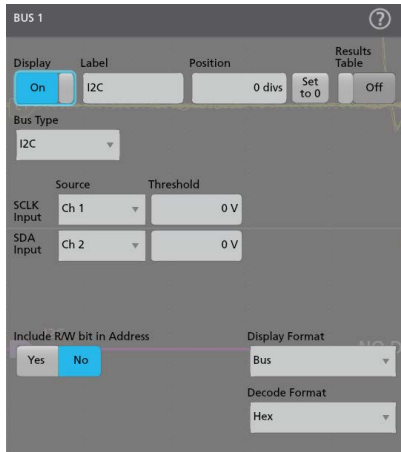 BUS 1
?
Display Label Position Results Table
On I2C 0 divs Set to 0 Off
Bus Type
I2C
Source Threshold
SCLK Input Ch 1 0 V
SDA Input Ch 2 0 V
Include R/W bit in Address Display Format
Yes No Bus
Decode Format
Hex